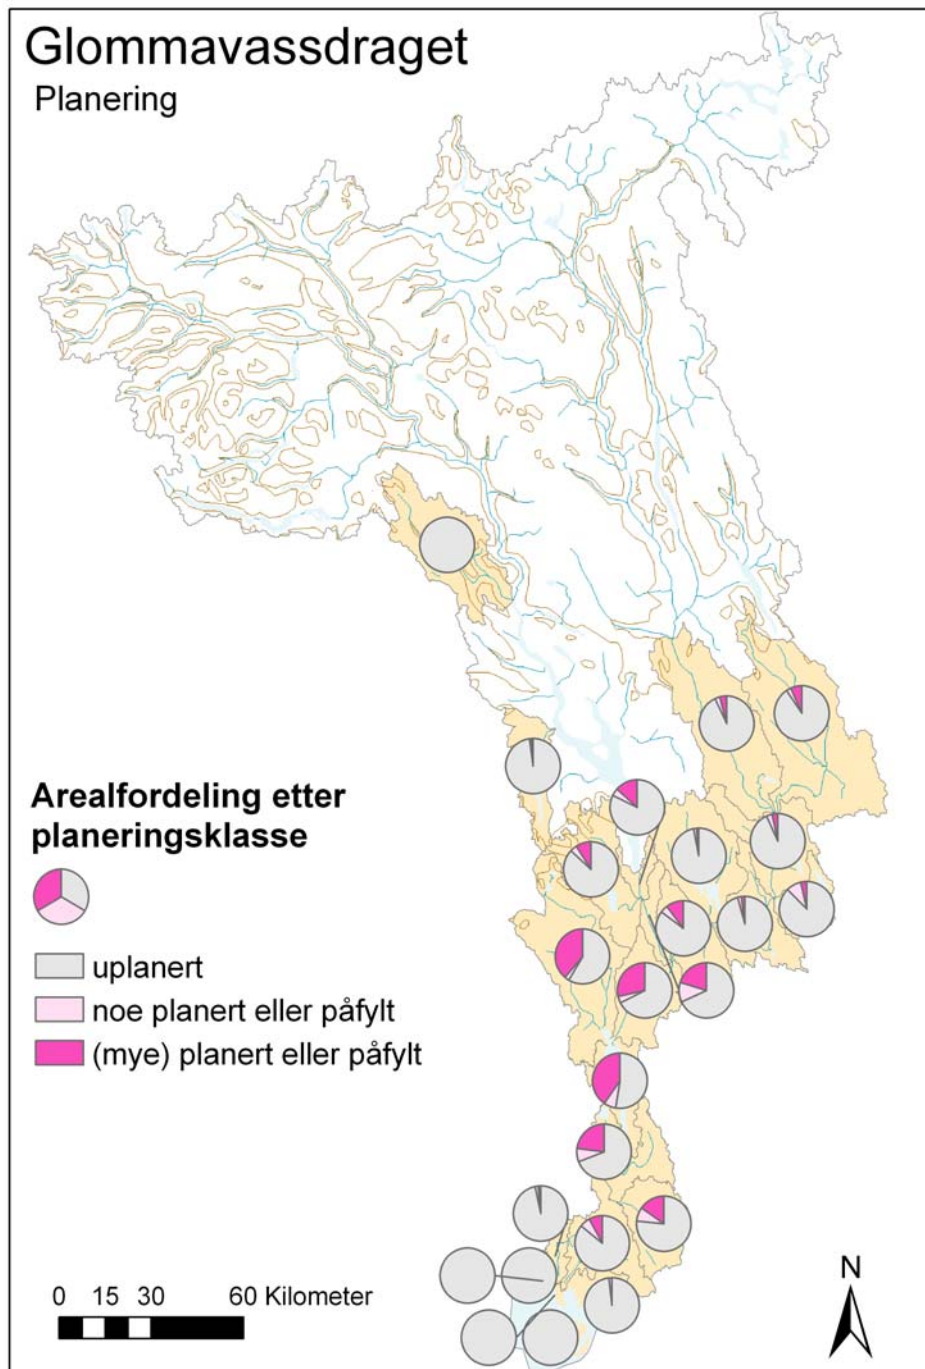 Glommavassdraget
Planering
Arealfordeling etter
planeringsklasse
uplanert
noe planert eller påfylt
(mye) planert eller påfylt
0 15 30 60 Kilometer
N